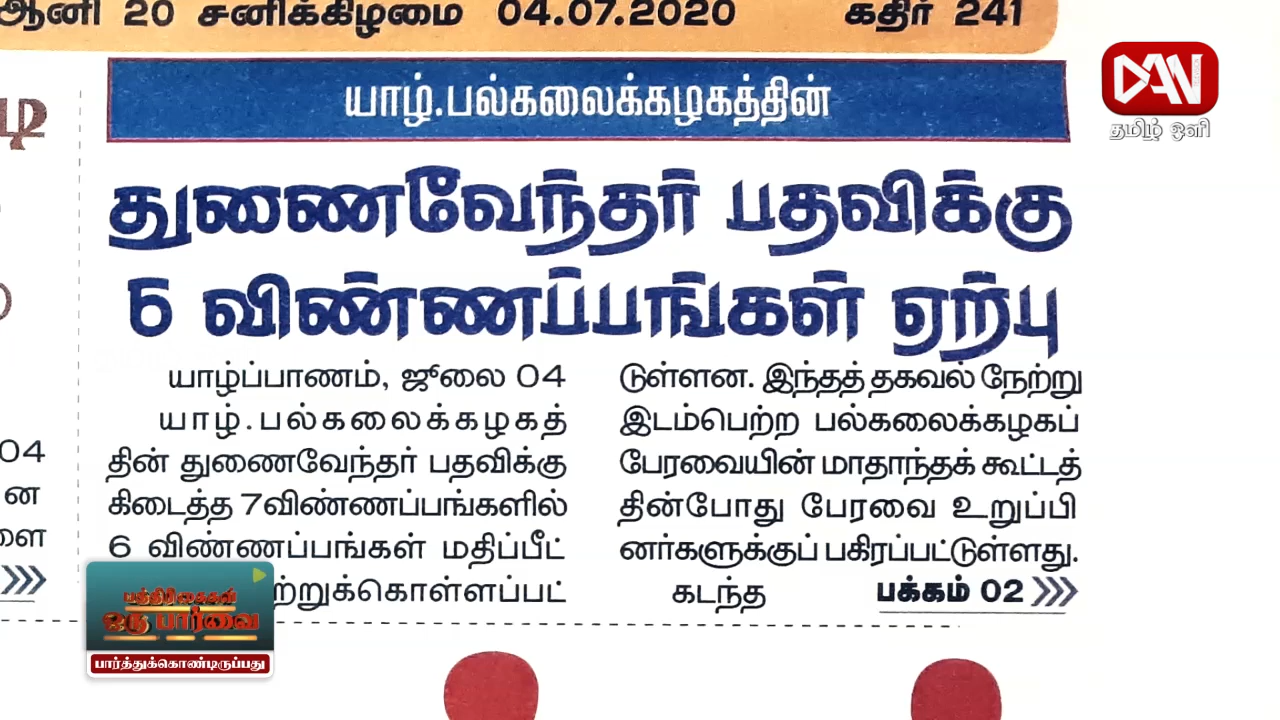 ஆனி 20 சனிக்கிழமை 04.07.2020 கதிர் 241
DAN
தமிழ் ஒளி
யாழ்.பல்கலைக்கழகத்தின்
துணைவேந்தர் பதவிக்கு
6 விண்ணப்பங்கள் ஏற்பு
யாழ்ப்பாணம், ஜூலை 04
யாழ்.பல்கலைக்கழகத்
தின் துணைவேந்தர் பதவிக்கு
கிடைத்த 7விண்ணப்பங்களில்
6 விண்ணப்பங்கள் மதிப்பீட்
ற்றுக்கொள்ளப்பட்
டுள்ளன. இந்தத் தகவல் நேற்று
இடம்பெற்ற பல்கலைக்கழகப்
பேரவையின் மாதாந்தக் கூட்டத்
தின்போது பேரவை உறுப்பி
னர்களுக்குப் பகிரப்பட்டுள்ளது.
கடந்த பக்கம் 02
04
ன
ளை
பத்திரிகைகள்
ஒரு பார்வை
பார்த்துக்கொண்டிருப்பது